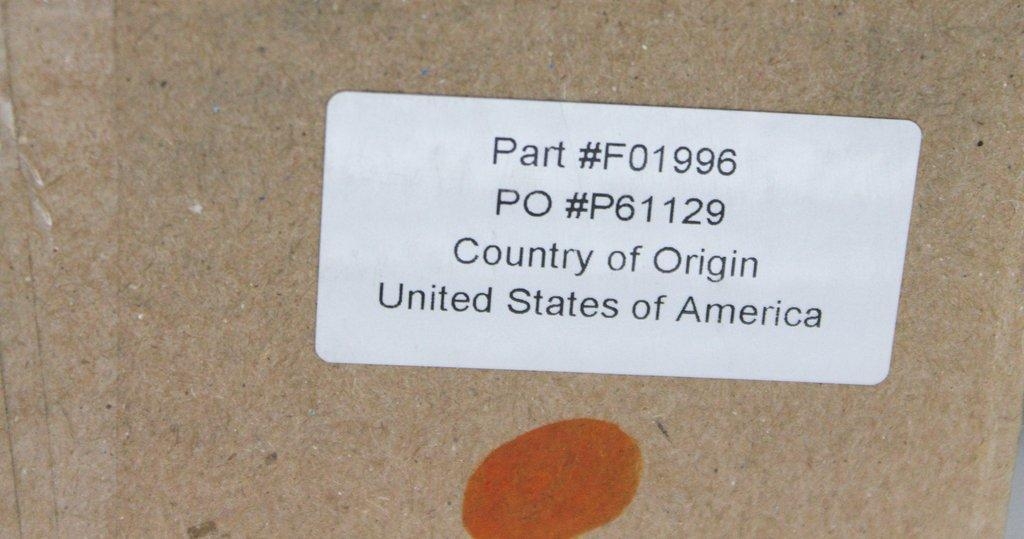 Part #F01996
PO #P61129
Country of Origin
United States of America